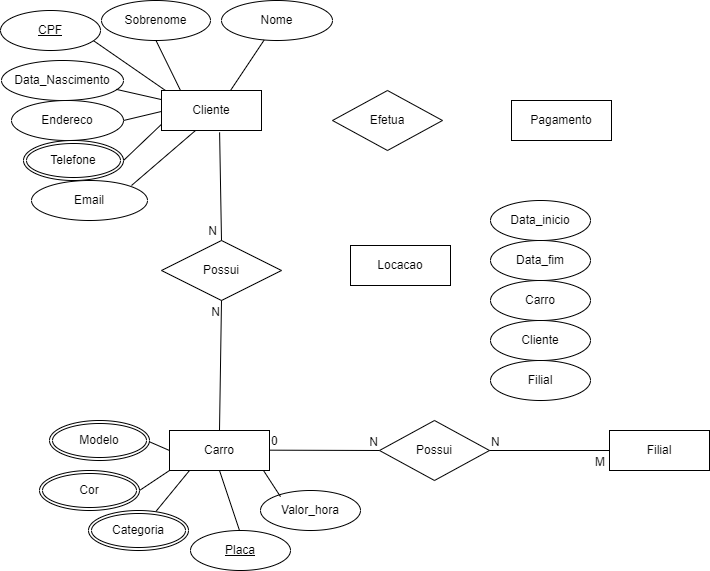 CPF
Sobrenome
Nome
Data_Nascimento
Cliente
Efetua
Pagamento
Endereco
Telefone
Email
Data_inicio
N
Possui
Locacao
Data_fim
N
Carro
Cliente
Filial
Modelo
Carro
0
N
Possui
N
M
Filial
Cor
Categoria
Valor_hora
Placa